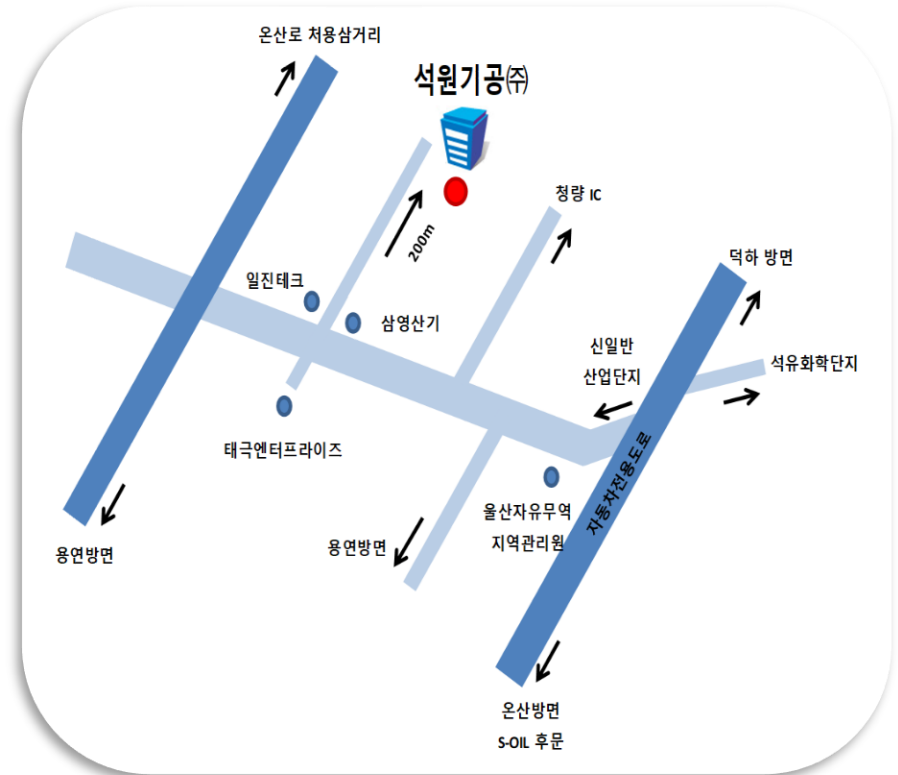 온산로 처용삼거리
석원기공㈜
청량 IC
200m
덕하 방면
일진테크
삼영산기
신일반
산업단지
석유화학단지
태극엔터프라이즈
자동차전용도로
울산자유무역
지역관리원
용연방면
용연방면
온산방면
S-OIL 후문